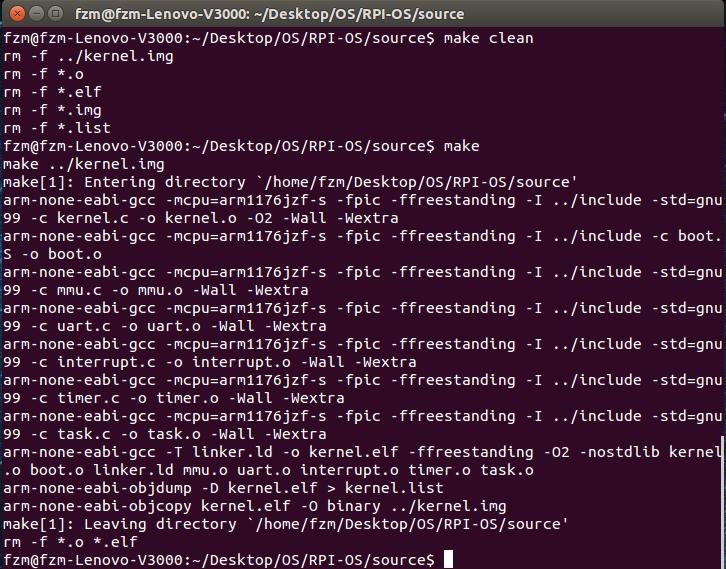 fzm@fzm-Lenovo-V3000: ~/Desktop/OS/RPI-OS/source
fzm@fzm-Lenovo-V3000:~/Desktop/OS/RPI-OS/source$ make clean
rm -f ../kernel.img
rm -f *.o
rm -f *.elf
rm -f *.img
rm -f *.list
fzm@fzm-Lenovo-V3000:~/Desktop/OS/RPI-OS/source$ make
make ../kernel.img
make[1]: Entering directory `/home/fzm/Desktop/OS/RPI-OS/source'
arm-none-eabi-gcc -mcpu=arm1176jzf-s -fpic -ffreestanding -I ../include -std=gnu
99 -c kernel.c -o kernel.o -O2 -Wall -Wextra
arm-none-eabi-gcc -mcpu=arm1176jzf-s -fpic -ffreestanding -I ../include -c boot.
S -o boot.o
arm-none-eabi-gcc -mcpu=arm1176jzf-s -fpic -ffreestanding -I ../include -std=gnu
99 -c mmu.c -o mmu.o -Wall -Wextra
arm-none-eabi-gcc -mcpu=arm1176jzf-s -fpic -ffreestanding -I ../include -std=gnu
99 -c uart.c -o uart.o -Wall -Wextra
arm-none-eabi-gcc -mcpu=arm1176jzf-s -fpic -ffreestanding -I ../include -std=gnu
99 -c interrupt.c -o interrupt.o -Wall -Wextra
arm-none-eabi-gcc -mcpu=arm1176jzf-s -fpic -ffreestanding -I ../include -std=gnu
99 -c timer.c -o timer.o -Wall -Wextra
arm-none-eabi-gcc -mcpu=arm1176jzf-s -fpic -ffreestanding -I ../include -std=gnu
99 -c task.c -o task.o -Wall -Wextra
arm-none-eabi-gcc -T linker.ld -o kernel.elf -ffreestanding -O2 -nostdlib kernel
.o boot.o linker.ld mmu.o uart.o interrupt.o timer.o task.o
arm-none-eabi-objdump -D kernel.elf > kernel.list
arm-none-eabi-objcopy kernel.elf -O binary ../kernel.img
make[1]: Leaving directory `/home/fzm/Desktop/OS/RPI-OS/source'
rm -f *.o *.elf
fzm@fzm-Lenovo-V3000:~/Desktop/OS/RPI-OS/source$